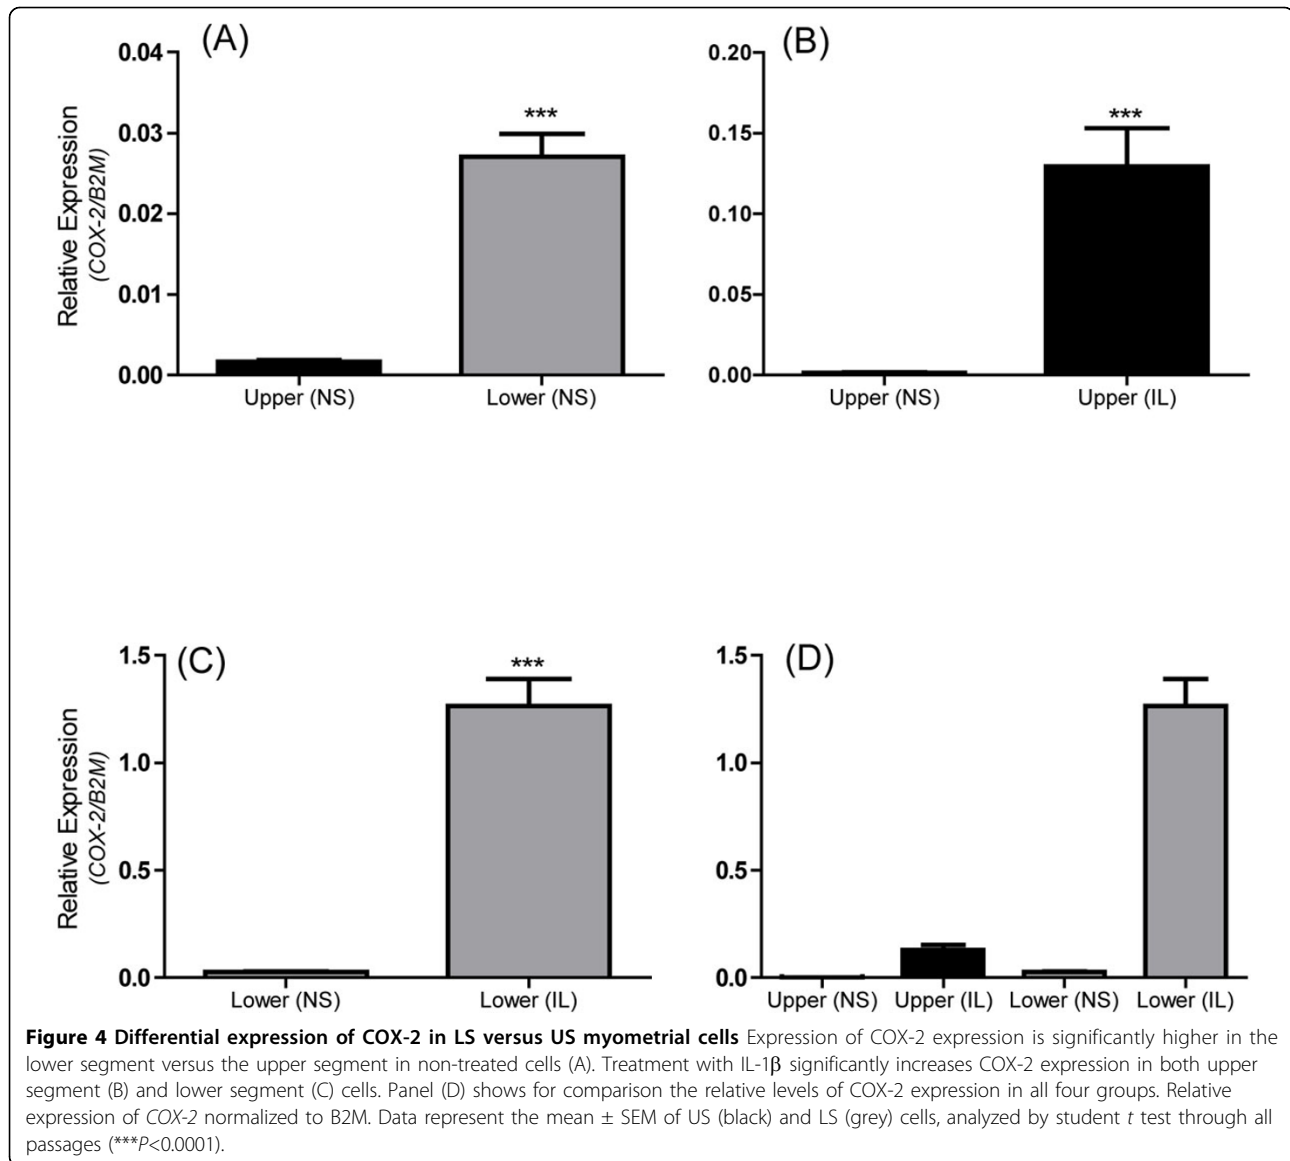 (A)
0.04
0.03
0.02
0.01
0.00
Relative Expression
(COX-2/B2M)
***
Upper (NS)
Lower (NS)
(B)
0.20
0.15
0.10
0.05
0.00
***
Upper (NS)
Upper (IL)
(C)
1.5
1.0
0.5
0.0
Relative Expression
(COX-2/B2M)
***
Lower (NS)
Lower (IL)
(D)
1.5
1.0
0.5
0.0
Upper (NS)
Upper (IL)
Lower (NS)
Lower (IL)
Figure 4 Differential expression of COX-2 in LS versus US myometrial cells Expression of COX-2 expression is significantly higher in the
lower segment versus the upper segment in non-treated cells (A). Treatment with IL-1β significantly increases COX-2 expression in both upper
segment (B) and lower segment (C) cells. Panel (D) shows for comparison the relative levels of COX-2 expression in all four groups. Relative
expression of COX-2 normalized to B2M. Data represent the mean ± SEM of US (black) and LS (grey) cells, analyzed by student t test through all
passages (***P<0.0001).